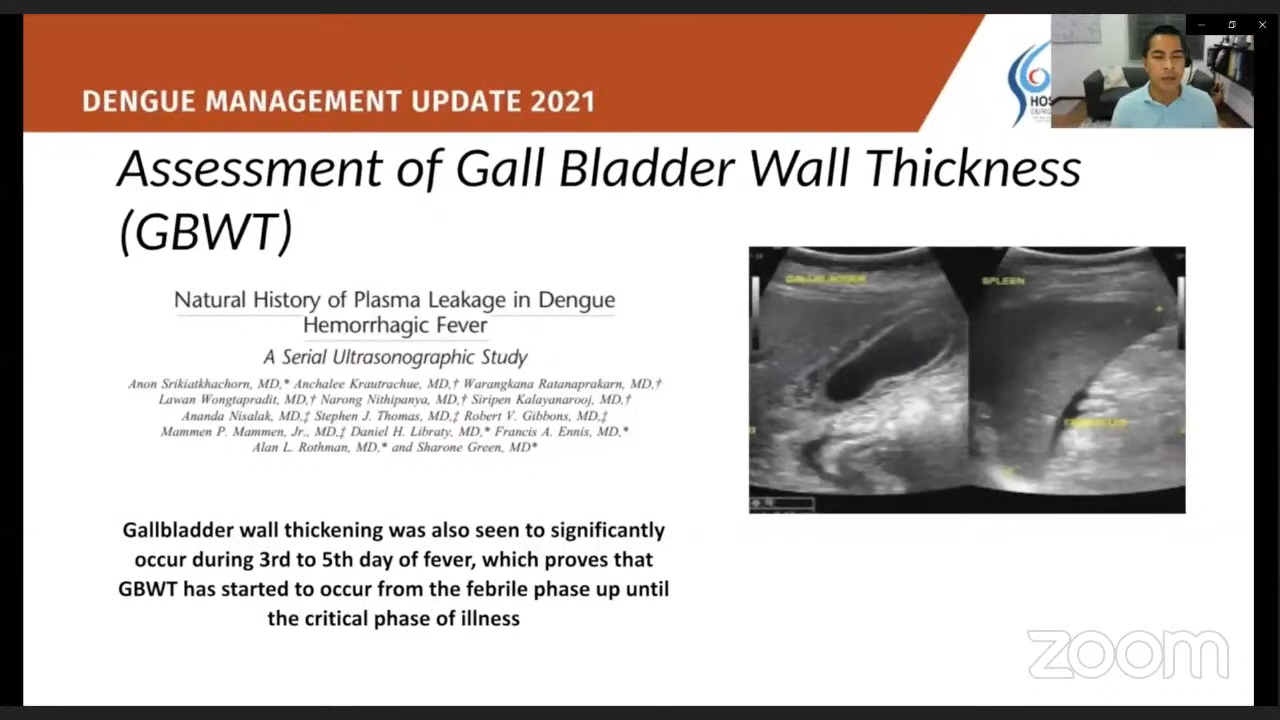 DENGUE MANAGEMENT UPDATE 2021
HOS
Assessment of Gall Bladder Wall Thickness
(GBWT)
Natural History of Plasma Leakage in Dengue
Hemorrhagic Fever
A Serial Ultrasonographic Study
Anon Srikiatkhachorn, MD,* Anchalee Krautrachue, MD,† Warangkana Ratanaprakarn, MD,†
Lawan Wongtapradit, MD,† Narong Nithipanya, MD,† Siripen Kalayanarooj, MD,†
Ananda Nisalak, MD,‡ Stephen J. Thomas, MD,‡ Robert V. Gibbons, MD,‡
Mammen P. Mammen, Jr., MD,‡ Daniel H. Libraty, MD,* Francis A. Ennis, MD,*
Alan L. Rothman, MD,* and Sharone Green, MD*
GALLBLADDER
SPLEEN
Gallbladder wall thickening was also seen to significantly
occur during 3rd to 5th day of fever, which proves that
GBWT has started to occur from the febrile phase up until
the critical phase of illness
zoom